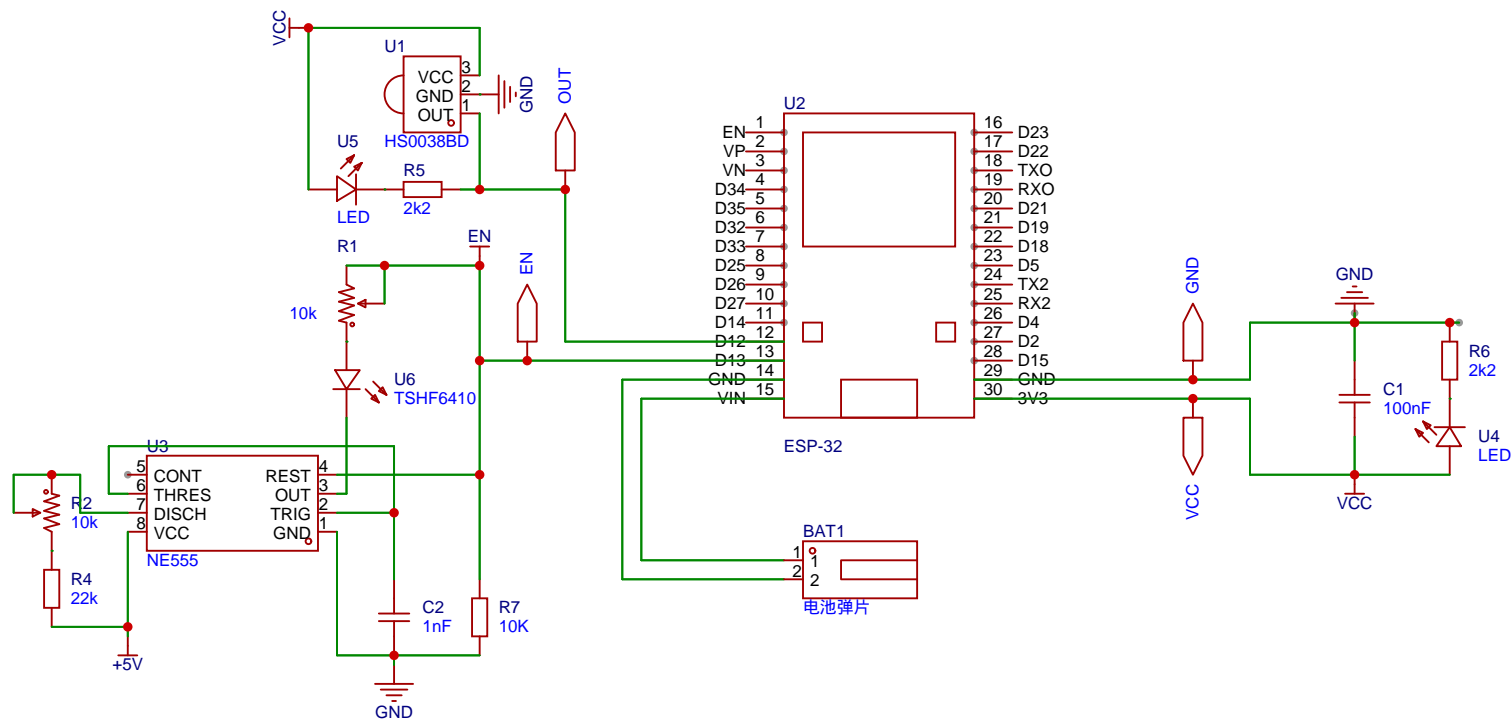 VCC
U1
VCC 3
GND 2
OUT 1
HS0038BD
GND
OUT
U5
LED
R5
2k2
R1
10k
EN
EN
U6
TSHF6410
U3
5 CONT
6 THRES
7 DISCH
8 VCC
REST 4
OUT 3
TRIG 2
GND 1
NE555
R2
10k
R4
22k
+5V
C2
1nF
R7
10K
GND
U2
EN 1
VP 2
VN 3
D34 4
D35 5
D32 6
D33 7
D25 8
D26 9
D27 10
D14 11
D12 12
D13 13
GND 14
VIN 15
16 D23
17 D22
18 TXO
19 RXO
20 D21
21 D19
22 D18
23 D5
24 TX2
25 RX2
26 D4
27 D2
28 D15
29 GND
30 3V3
ESP-32
BAT1
1 1
2 2
电池弹片
GND
VCC
GND
C1
100nF
R6
2k2
U4
LED
VCC